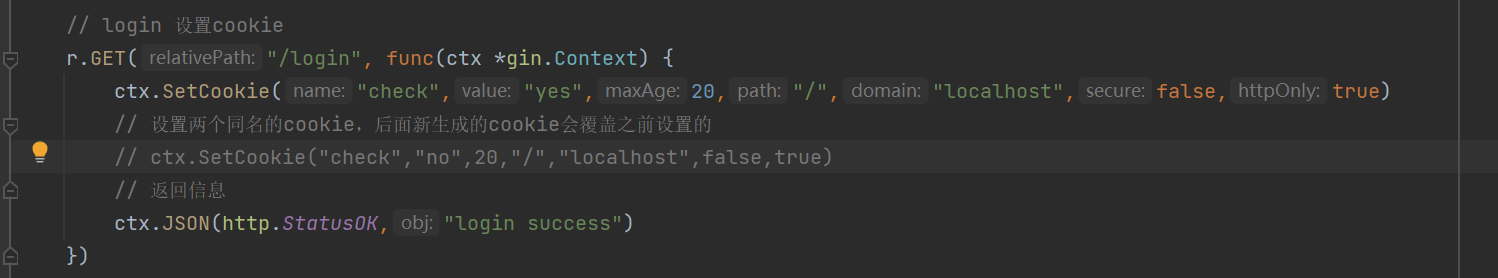 // login 设置cookie
r.GET( relativePath: "/login", func(ctx *gin.Context) {
ctx.SetCookie( name: "check", value: "yes", maxAge: 20, path: "/", domain: "localhost", secure: false, httpOnly: true)
// 设置两个同名的cookie，后面新生成的cookie会覆盖之前设置的
// ctx.SetCookie("check","no",20,"/","localhost",false,true)
// 返回信息
ctx.JSON(http.StatusOK, obj: "login success")
})